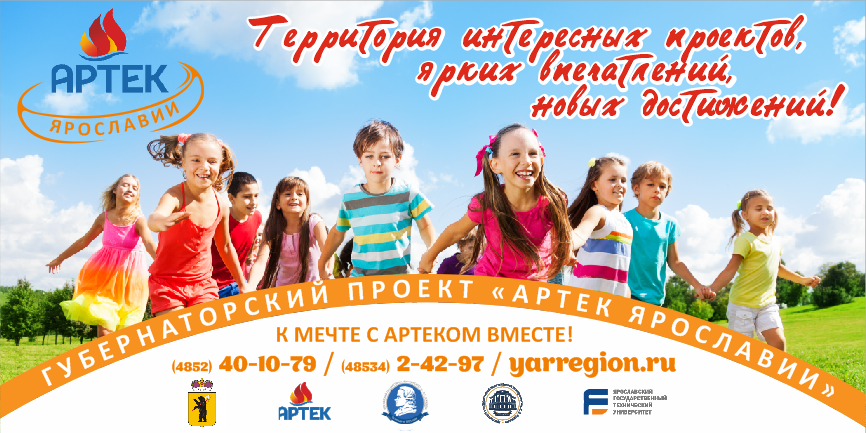 АРТЕК
ЯРОСЛАВИИ
Территория интересных проектов,
ярких впечатлений,
новых достижений!
ГУБЕРНАТОРСКИЙ ПРОЕКТ «АРТЕК ЯРОСЛАВИИ»
К МЕЧТЕ С АРТЕКОМ ВМЕСТЕ!
(4852) 40-10-79 / (48534) 2-42-97 / yarregion.ru
АРТЕК
ЯРОСЛАВСКИЙ
ГОСУДАРСТВЕННЫЙ
ТЕХНИЧЕСКИЙ
УНИВЕРСИТЕТ